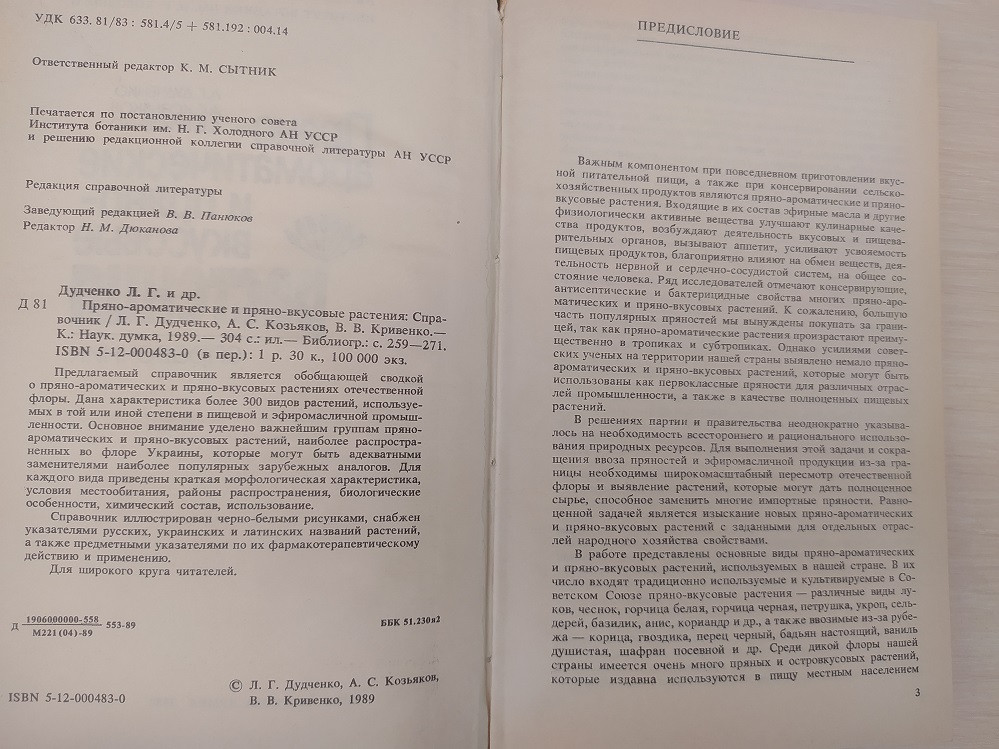 УДК 633. 81/83 : 581.4/5 + 581.192 : 004.14
Ответственный редактор К. М. СЫТНИК
Печатается по постановлению ученого совета
Института ботаники им. Н. Г. Холодного АН УССР
и решению редакционной коллегии справочной литературы АН УССР
Редакция справочной литературы
Заведующий редакцией В. В. Панюков
Редактор Н. М. Дюканова
Дудченко Л. Г. и др.
Д 81 Пряно-ароматические и пряно-вкусовые растения: Спра-
вочник / Л. Г. Дудченко, А. С. Козьяков, В. В. Кривенко.—
К.: Наук. думка, 1989.— 304 с.: ил.— Библиогр.: с. 259—271.
ISBN 5-12-000483-0 (в пер.): 1 р. 30 к., 100 000 экз.
Предлагаемый справочник является обобщающей сводкой
о пряно-ароматических и пряно-вкусовых растениях отечественной
флоры. Дана характеристика более 300 видов растений, используе-
мых в той или иной степени в пищевой и эфиромасличной промыш-
ленности. Основное внимание уделено важнейшим группам пряно-
ароматических и пряно-вкусовых растений, наиболее распростра-
ненных во флоре Украины, которые могут быть адекватными
заменителями наиболее популярных зарубежных аналогов. Для
каждого вида приведены краткая морфологическая характеристика,
условия местообитания, районы распространения, биологические
особенности, химический состав, использование.
Справочник иллюстрирован черно-белыми рисунками, снабжен
указателями русских, украинских и латинских названий растений,
а также предметными указателями по их фармакотерапевтическому
действию и применению.
Для широкого круга читателей.
Д 1906000000-558 553-89
М221 (04)-89
ББК 51.230я2
ISBN 5-12-000483-0
© Л. Г. Дудченко, А. С. Козьяков,
В. В. Кривенко, 1989
ПРЕДИСЛОВИЕ
Важным компонентом при повседневном приготовлении вкус-
ной питательной пищи, а также при консервировании сельско-
хозяйственных продуктов являются пряно-ароматические и пряно-
вкусовые растения. Входящие в их состав эфирные масла и другие
физиологически активные вещества улучшают кулинарные каче-
ства продуктов, возбуждают деятельность вкусовых и пищева-
рительных органов, вызывают аппетит, усиливают усвояемость
пищевых продуктов, благоприятно влияют на обмен веществ, дея-
тельность нервной и сердечно-сосудистой систем, на общее со-
стояние человека. Ряд исследователей отмечают консервирующие,
антисептические и бактерицидные свойства многих пряно-аро-
матических и пряно-вкусовых растений. К сожалению, большую
часть популярных пряностей мы вынуждены покупать за грани-
цей, так как пряно-ароматические растения произрастают преиму-
щественно в тропиках и субтропиках. Однако усилиями совет-
ских ученых на территории нашей страны выявлено немало пряно-
ароматических и пряно-вкусовых растений, которые могут быть
использованы как первоклассные пряности для различных отрас-
лей промышленности, а также в качестве полноценных пищевых
растений.
В решениях партии и правительства неоднократно указыва-
лось на необходимость всестороннего и рационального использо-
вания природных ресурсов. Для выполнения этой задачи и сокра-
щения ввоза пряностей и эфиромасличной продукции из-за гра-
ницы необходимы широкомасштабный пересмотр отечественной
флоры и выявление растений, которые могут дать полноценное
сырье, способное заменить многие импортные пряности. Равно-
ценной задачей является изыскание новых пряно-ароматических
и пряно-вкусовых растений с заданными для отдельных отрас-
лей народного хозяйства свойствами.
В работе представлены основные виды пряно-ароматических
и пряно-вкусовых растений, используемых в нашей стране. В их
число входят традиционно используемые и культивируемые в Со-
ветском Союзе пряно-вкусовые растения — различные виды лу-
ков, чеснок, горчица белая, горчица черная, петрушка, укроп, сель-
дерей, базилик, анис, кориандр и др., а также ввозимые из-за рубе-
жа — корица, гвоздика, перец черный, бадьян настоящий, ваниль
душистая, шафран посевной и др. Среди дикой флоры нашей
страны имеется очень много пряных и островкусовых растений,
которые издавна используются в пищу местным населением
3